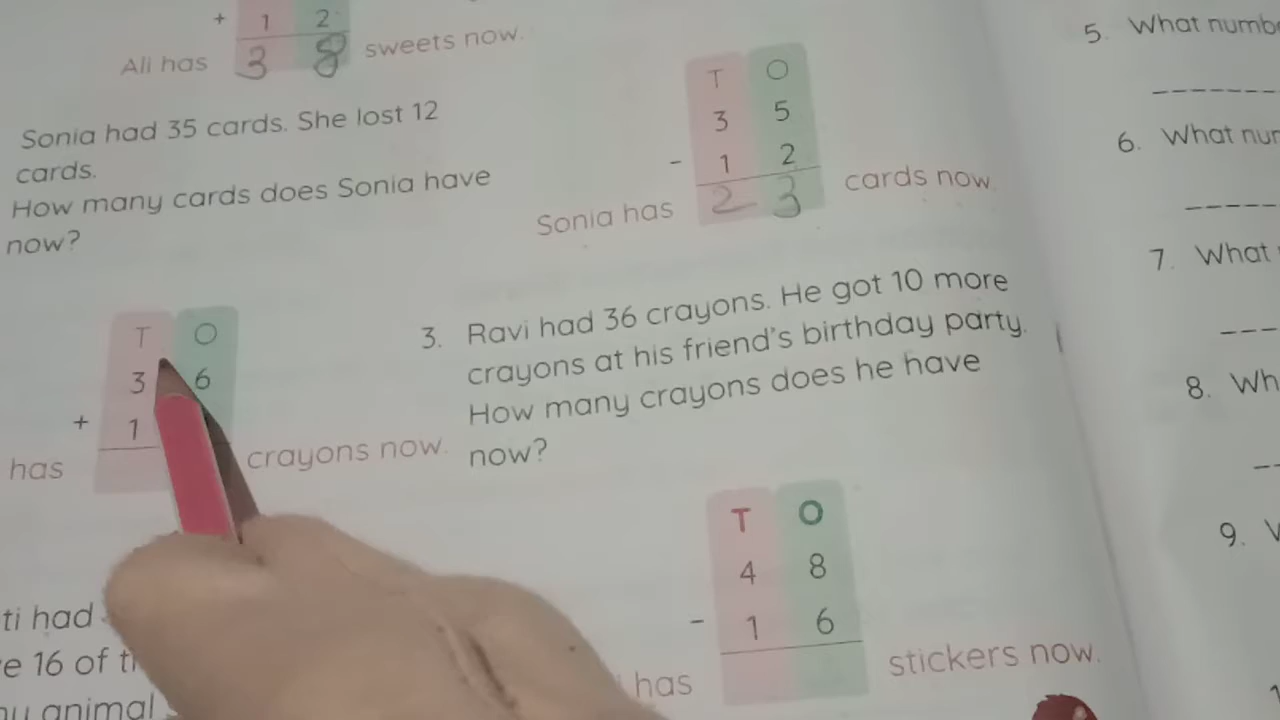 + 1 2
Ali has 3 8 sweets now.
Sonia had 35 cards. She lost 12
cards.
How many cards does Sonia have
now?
T O
3 5
- 1 2
Sonia has 2 3 cards now.
T O
3 6
+ 1
has crayons now.
3. Ravi had 36 crayons. He got 10 more
crayons at his friend's birthday party.
How many crayons does he have
now?
ti had
16 of
animal
T O
4 8
- 1 6
has stickers now.
5. What
6. What
7. What
8. Wh
9.